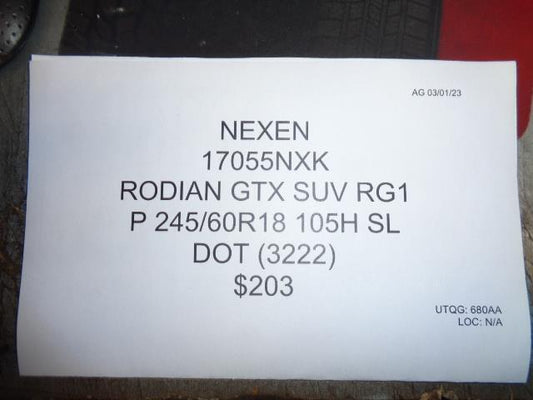 AG 03/01/23
NEXEN
17055NXK
RODIAN GTX SUV RG1
P 245/60R18 105H SL
DOT (3222)
$203
UTQG: 680AA
LOC: N/A